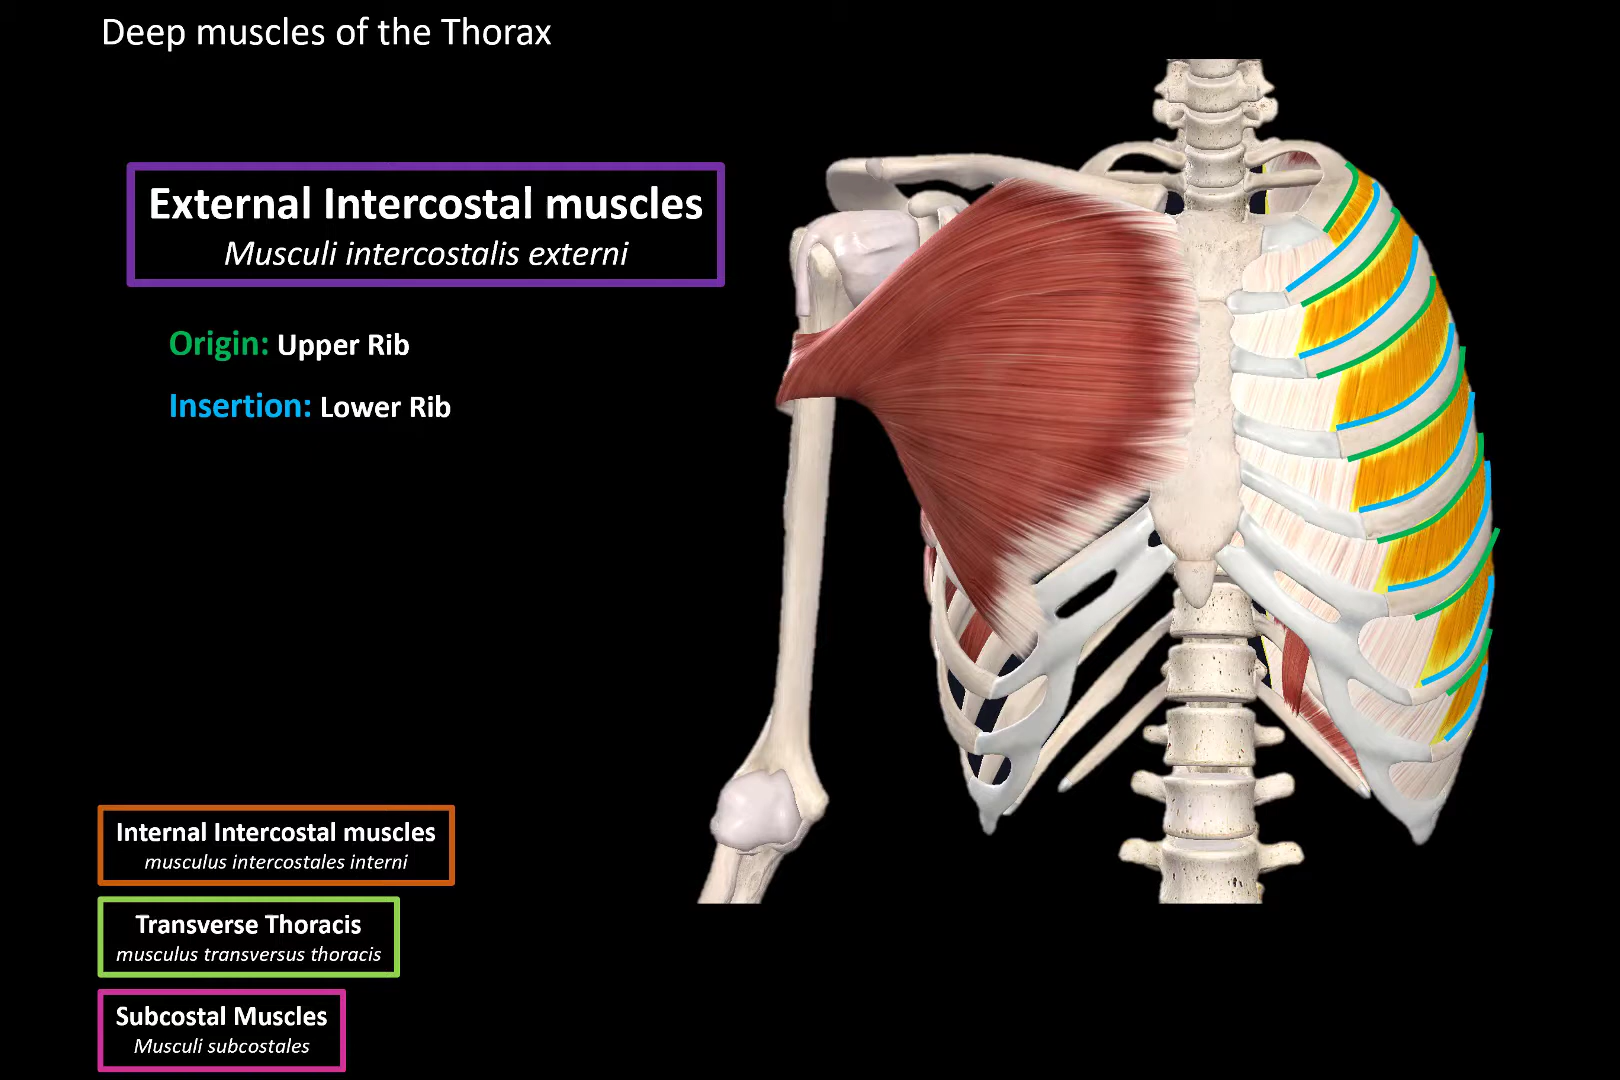 Deep muscles of the Thorax
External Intercostal muscles
Musculi intercostalis externi
Origin: Upper Rib
Insertion: Lower Rib
Internal Intercostal muscles
musculus intercostales interni
Transverse Thoracis
musculus transversus thoracis
Subcostal Muscles
Musculi subcostales